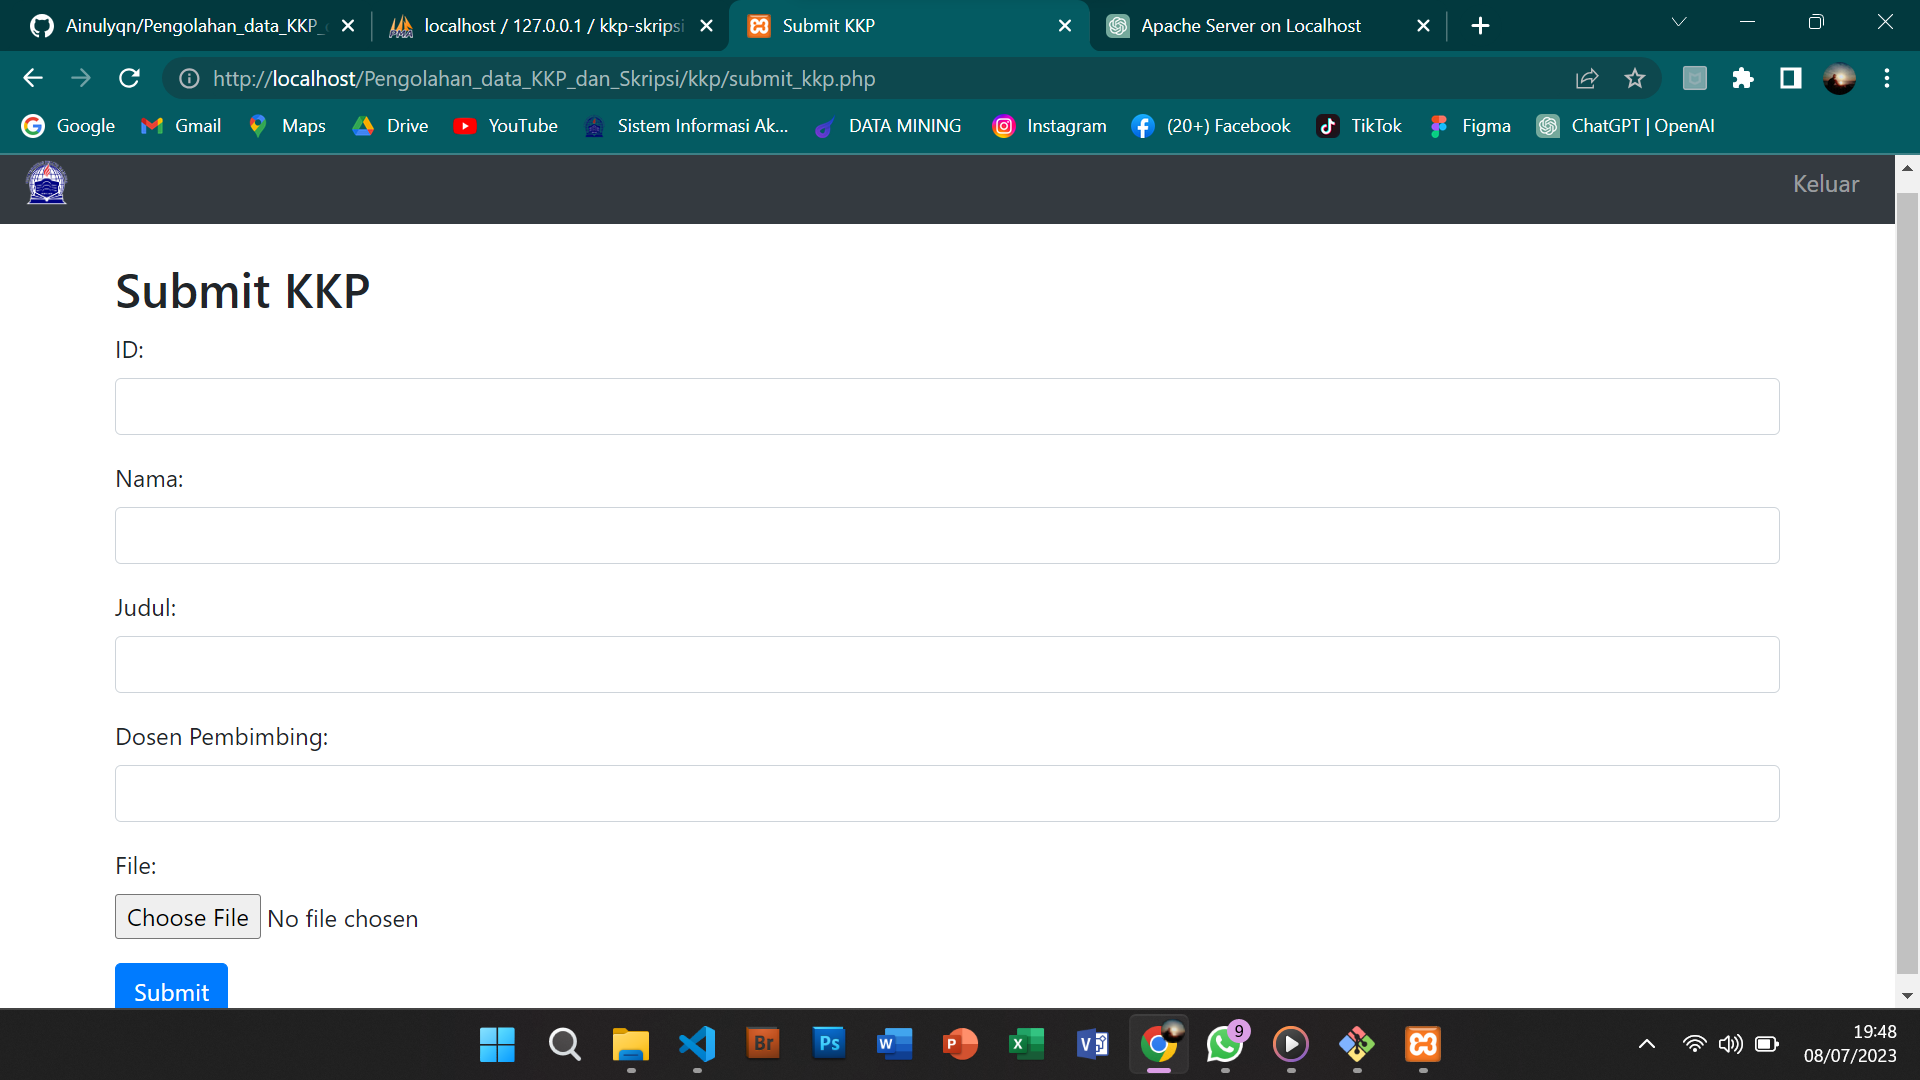 Ainulyqn/Pengolahan_data_KKP_
localhost / 127.0.0.1 / kkp-skripsi
Submit KKP
Apache Server on Localhost
http://localhost/Pengolahan_data_KKP_dan_Skripsi/kkp/submit_kkp.php
Google
Gmail
Maps
Drive
YouTube
Sistem Informasi Ak...
DATA MINING
Instagram
(20+) Facebook
TikTok
Figma
ChatGPT | OpenAI
Keluar
Submit KKP
ID:
Nama:
Judul:
Dosen Pembimbing:
File:
Choose File No file chosen
Submit
Br
Ps
W
P
X
V
9
19:48
08/07/2023